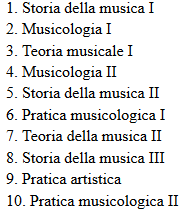 1. Storia della musica I
2. Musicologia I
3. Teoria musicale I
4. Musicologia II
5. Storia della musica II
6. Pratica musicologica I
7. Teoria della musica II
8. Storia della musica III
9. Pratica artistica
10. Pratica musicologica II